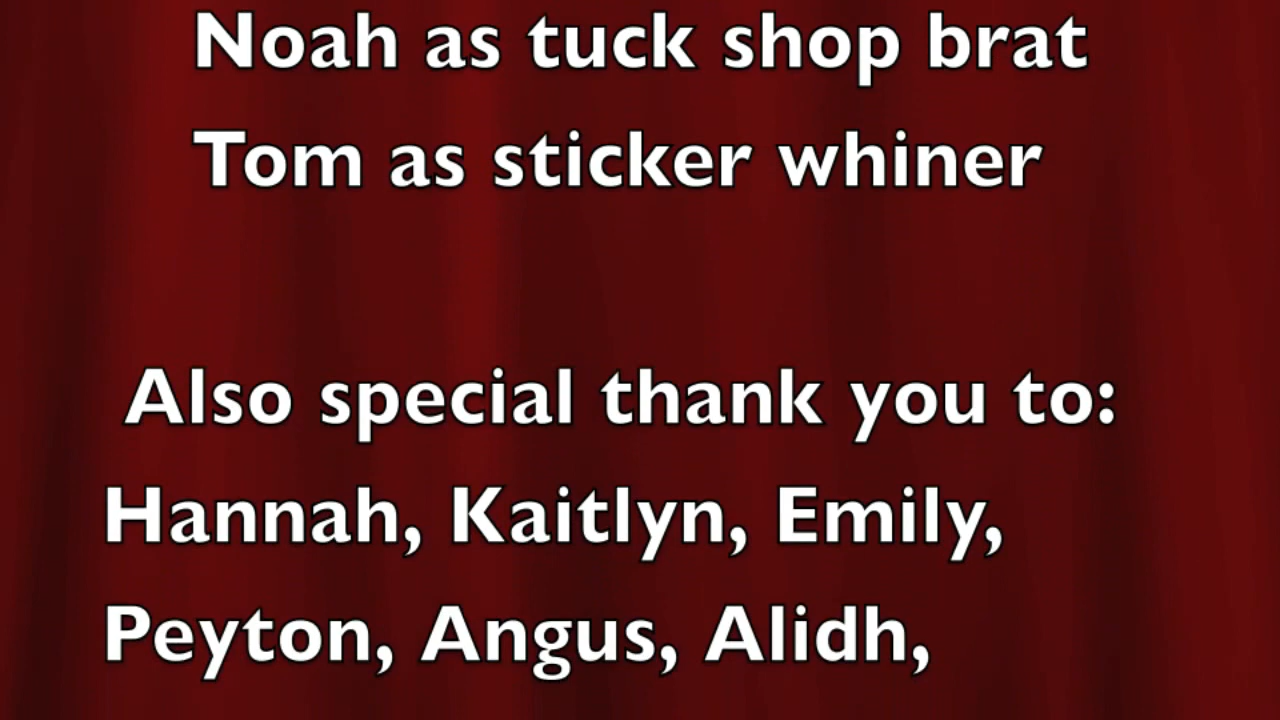 Noah as tuck shop brat
Tom as sticker whiner
Also special thank you to:
Hannah, Kaitlyn, Emily,
Peyton, Angus, Alidh,